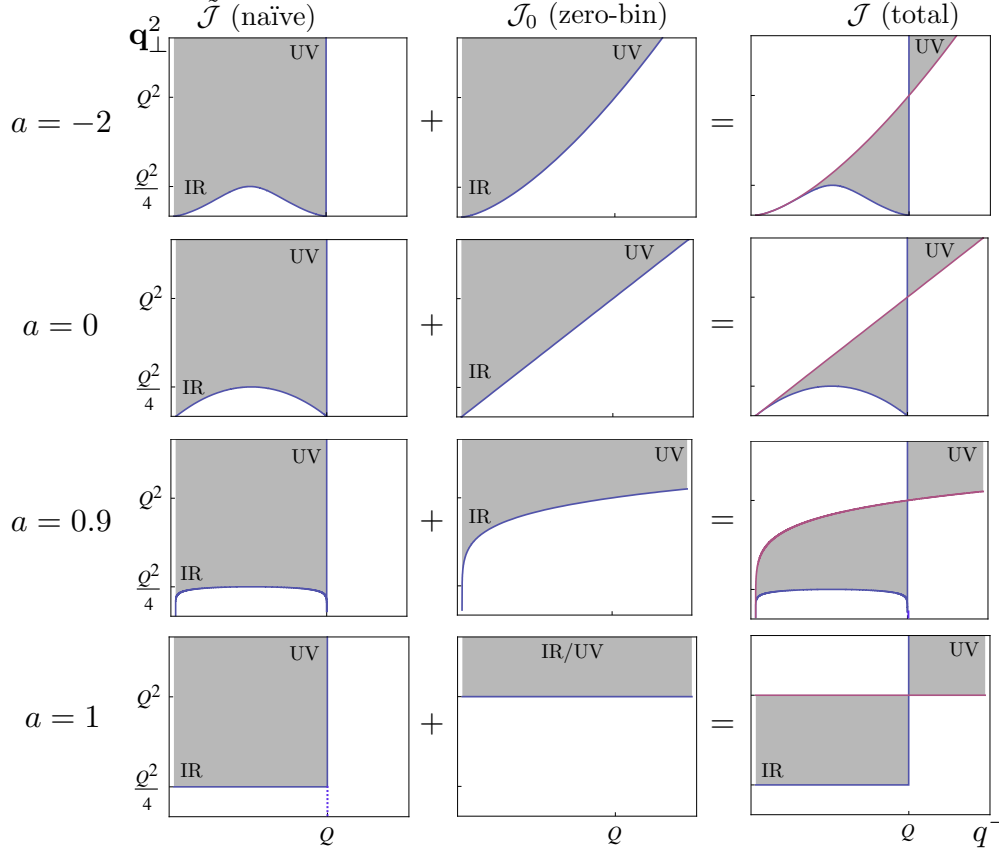 𝒥̃ (naïve) 𝒥₀ (zero-bin) 𝒥 (total)
q²⊥
UV UV UV
Q²
a = −2 + =
Q²/4
IR IR
UV UV UV
Q²
a = 0 + =
Q²/4
IR IR
UV UV UV
Q²
a = 0.9 + =
IR IR
Q²/4
UV IR/UV UV
Q²
a = 1 + =
Q²/4
IR IR
Q Q Q q⁻